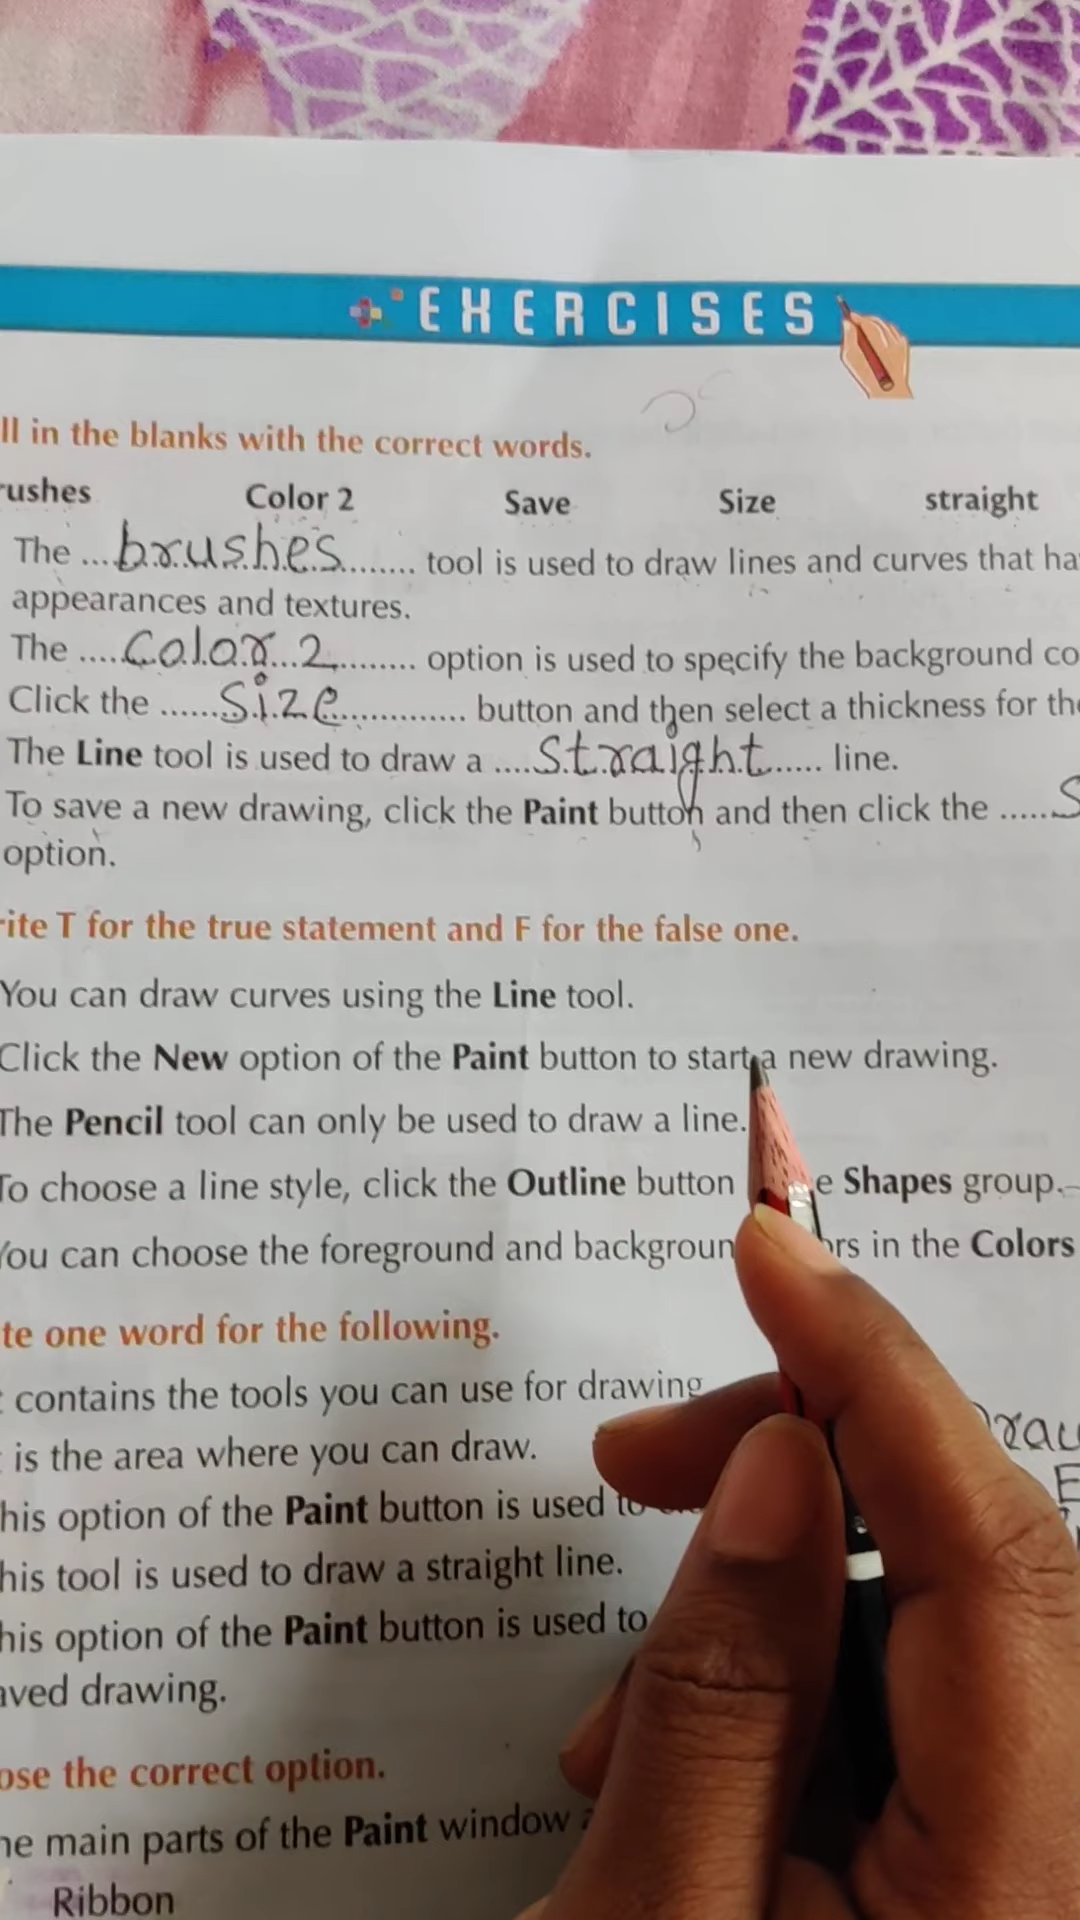 EXERCISES
ll in the blanks with the correct words.
rushes Color 2 Save Size straight
The ...brushes........ tool is used to draw lines and curves that ha
appearances and textures.
The ....Color 2........ option is used to specify the background co
Click the ......size............. button and then select a thickness for the
The Line tool is used to draw a ....straight..... line.
To save a new drawing, click the Paint button and then click the .....S
option.
rite T for the true statement and F for the false one.
You can draw curves using the Line tool.
Click the New option of the Paint button to start a new drawing.
The Pencil tool can only be used to draw a line.
To choose a line style, click the Outline button e Shapes group.
You can choose the foreground and backgroun rs in the Colors
te one word for the following.
contains the tools you can use for drawing
is the area where you can draw.
his option of the Paint button is used to
his tool is used to draw a straight line.
his option of the Paint button is used to
aved drawing.
ose the correct option.
he main parts of the Paint window
Ribbon